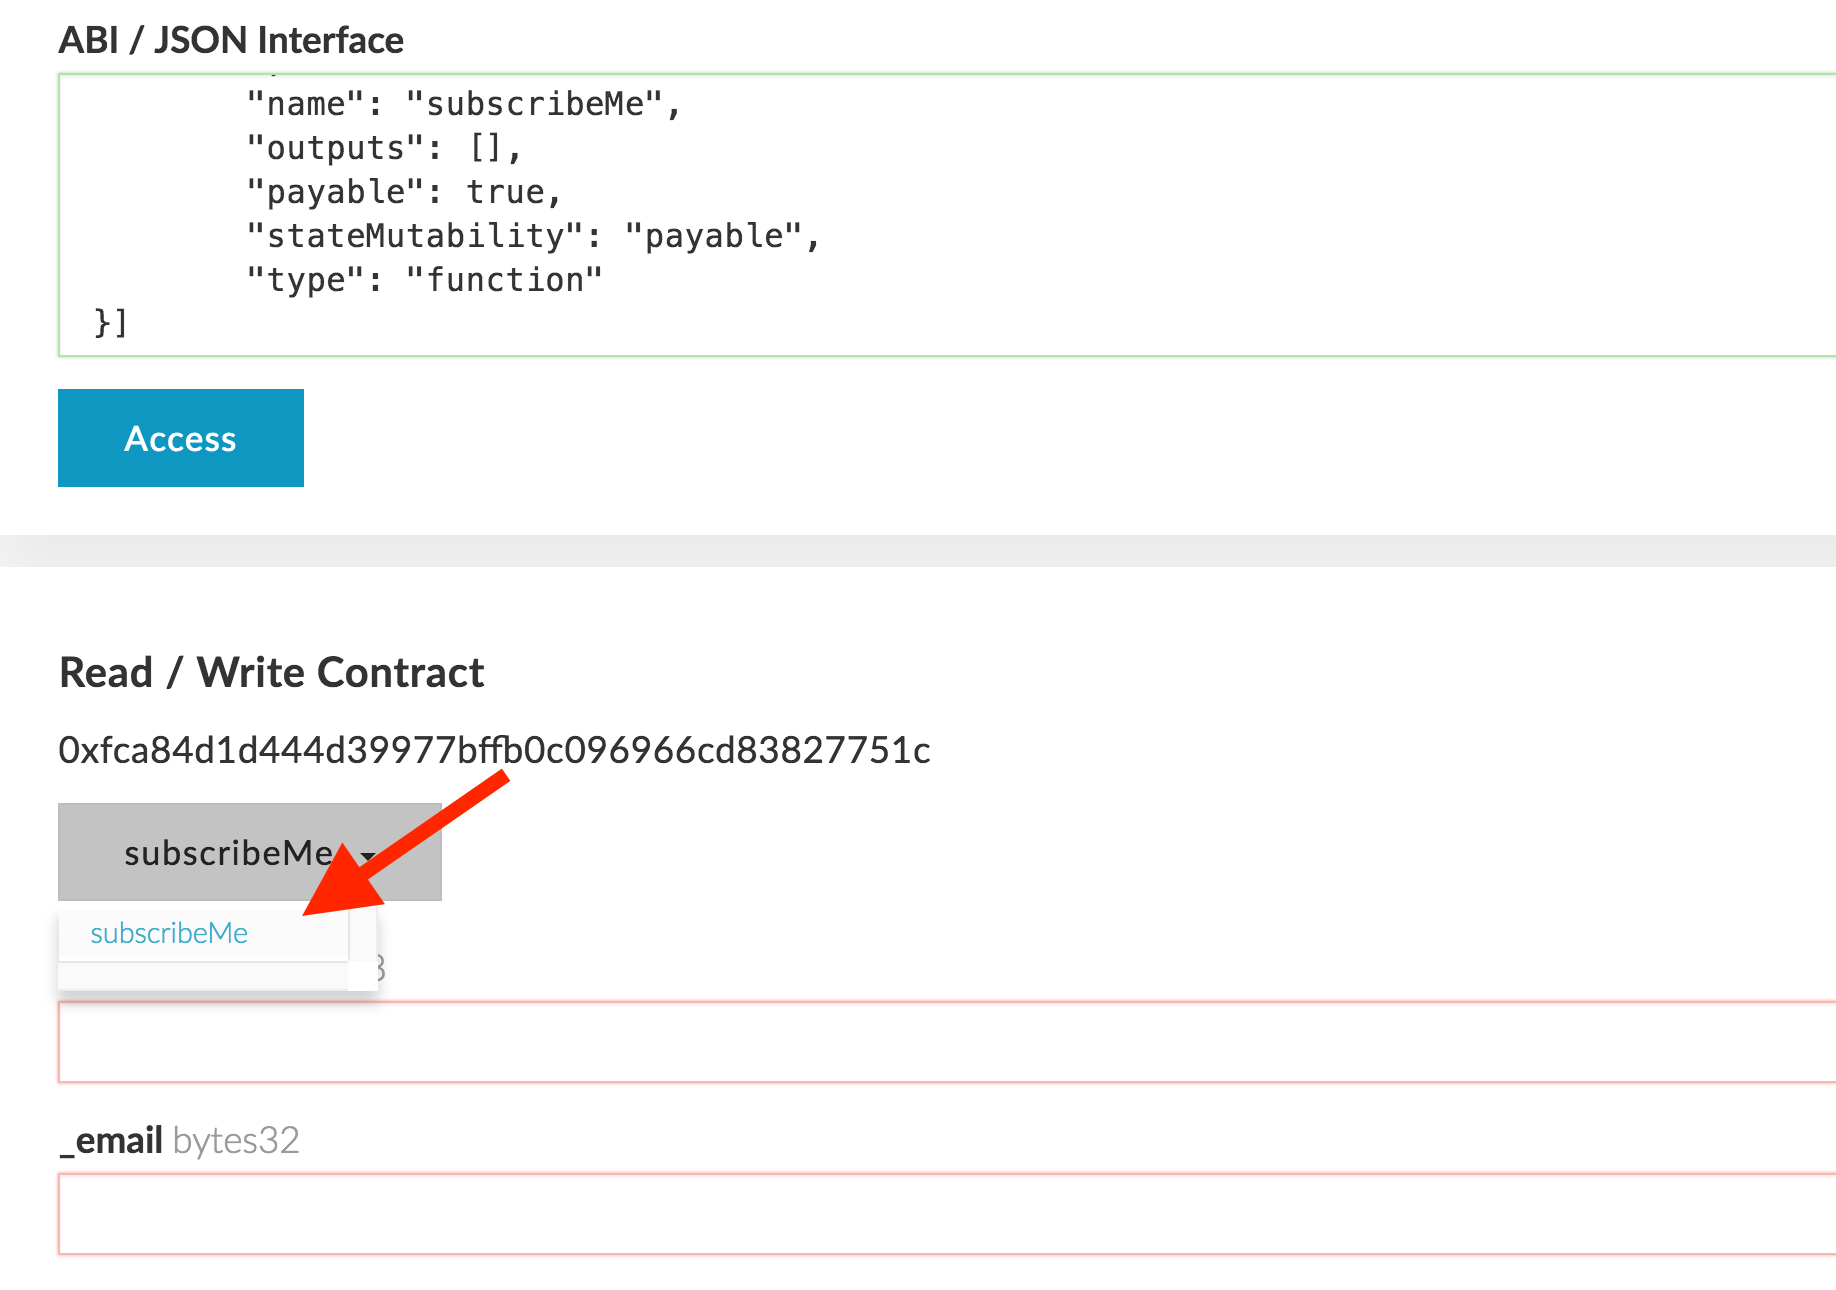 ABI / JSON Interface
"name": "subscribeMe",
"outputs": [],
"payable": true,
"stateMutability": "payable",
"type": "function"
}]
Access
Read / Write Contract
0xfca84d1d444d39977bffb0c096966cd83827751c
subscribeMe
subscribeMe
_email bytes32